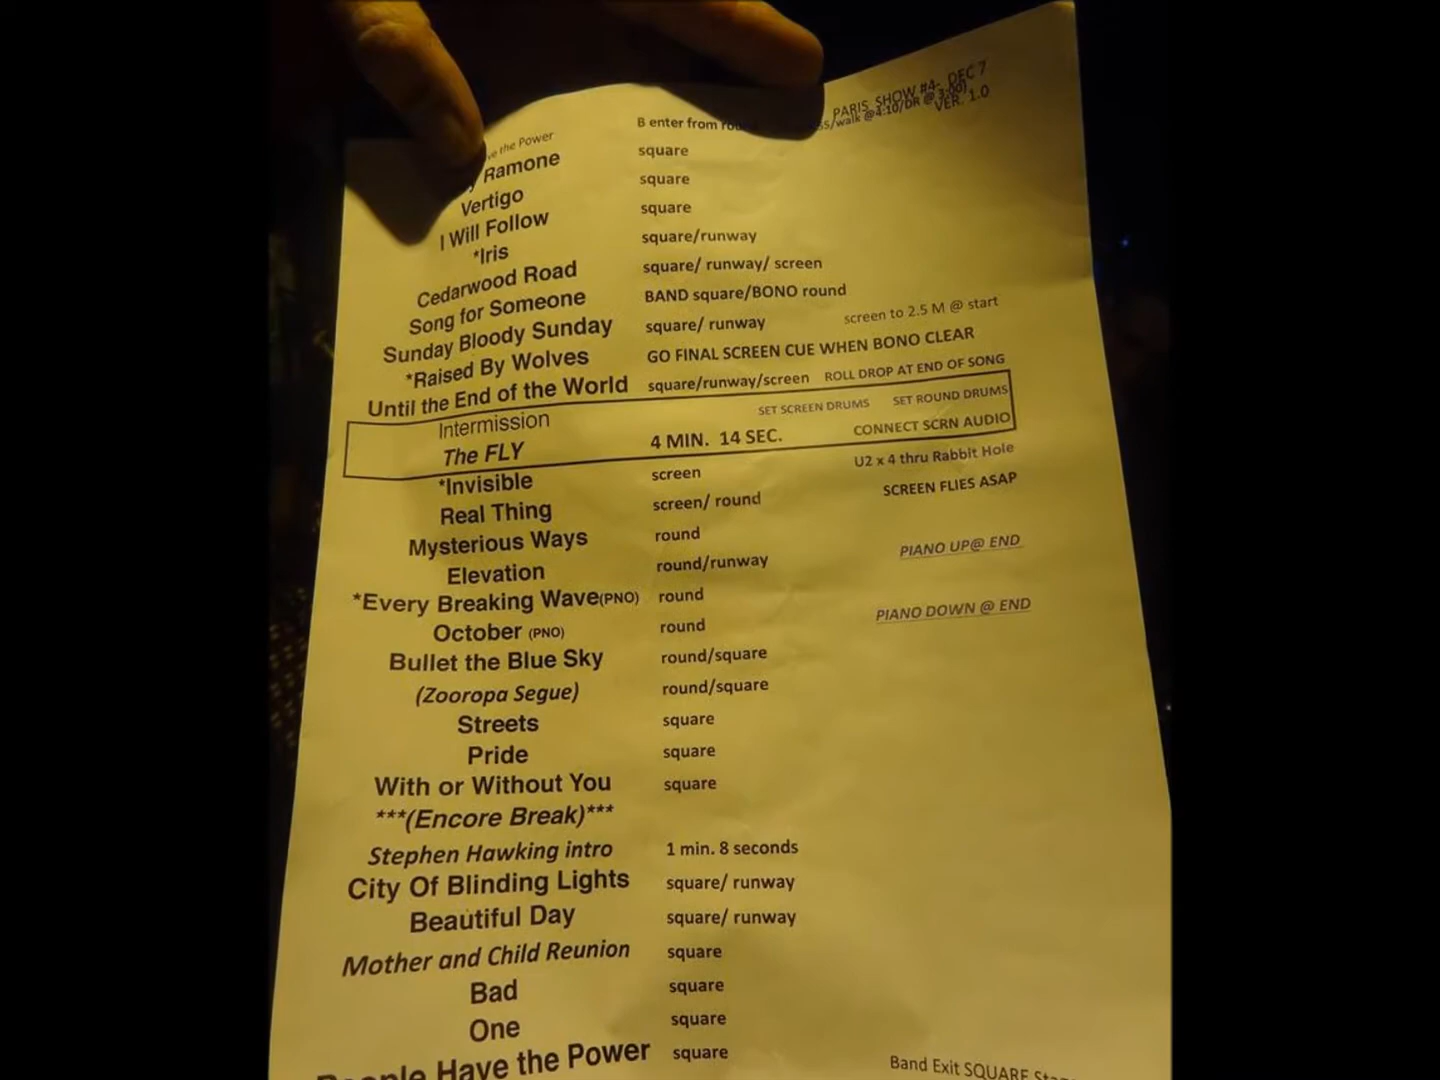 PARIS SHOW #4- DEC 7
/walk @4:10/DR @ 3:00)
VER. 1.0
the Power B enter from
Ramone square
Vertigo square
I Will Follow square
*Iris square/runway
Cedarwood Road square/ runway/ screen
Song for Someone BAND square/BONO round
Sunday Bloody Sunday square/ runway screen to 2.5 M @ start
*Raised By Wolves GO FINAL SCREEN CUE WHEN BONO CLEAR
Until the End of the World square/runway/screen ROLL DROP AT END OF SONG
Intermission SET SCREEN DRUMS SET ROUND DRUMS
The FLY 4 MIN. 14 SEC. CONNECT SCRN AUDIO
*Invisible screen U2 x 4 thru Rabbit Hole
Real Thing screen/ round SCREEN FLIES ASAP
Mysterious Ways round
Elevation round/runway PIANO UP@ END
*Every Breaking Wave(PNO) round
October (PNO) round PIANO DOWN @ END
Bullet the Blue Sky round/square
(Zooropa Segue) round/square
Streets square
Pride square
With or Without You square
***(Encore Break)***
Stephen Hawking intro 1 min. 8 seconds
City Of Blinding Lights square/ runway
Beautiful Day square/ runway
Mother and Child Reunion square
Bad square
One square
People Have the Power square
Band Exit SQUARE